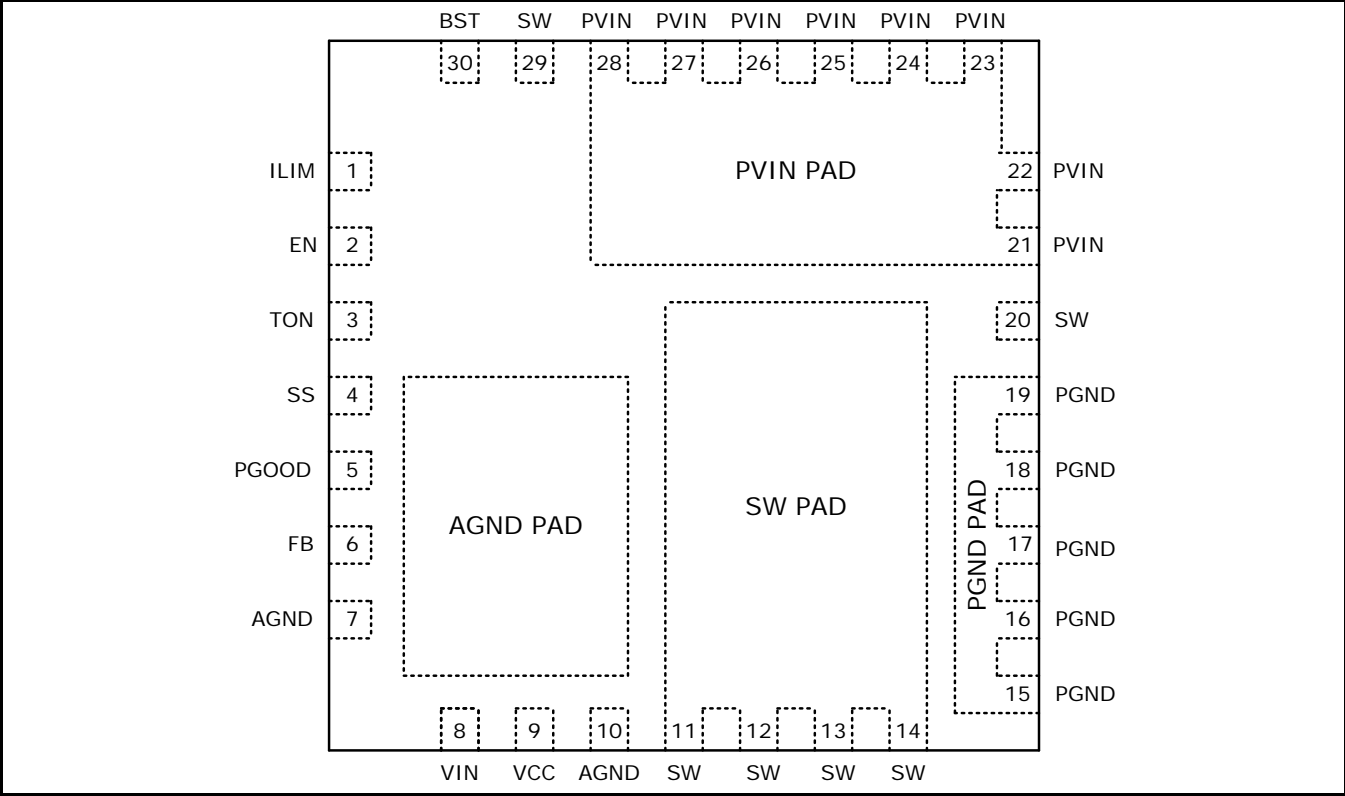 BST SW PVIN PVIN PVIN PVIN PVIN PVIN
30 29 28 27 26 25 24 23
ILIM 1 PVIN PAD 22 PVIN
EN 2 21 PVIN
TON 3 20 SW
SS 4 19 PGND
PGOOD 5 18 PGND
SW PAD
AGND PAD
PGND PAD
FB 6 17 PGND
AGND 7 16 PGND
15 PGND
8 9 10 11 12 13 14
VIN VCC AGND SW SW SW SW